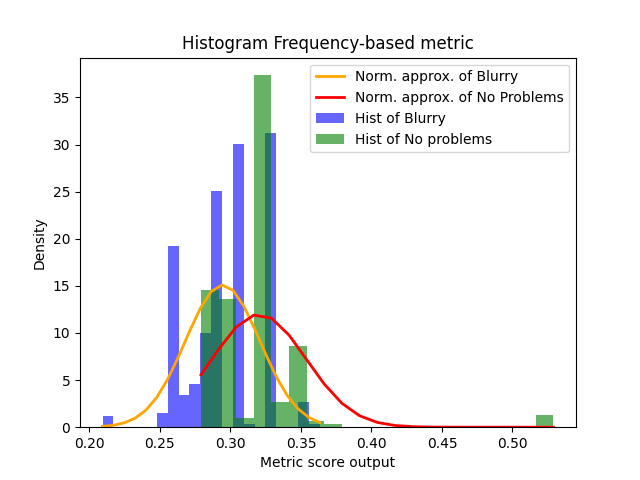 Histogram Frequency-based metric
Norm. approx. of Blurry
Norm. approx. of No Problems
Hist of Blurry
Hist of No problems
Density
35
30
25
20
15
10
5
0
0.20 0.25 0.30 0.35 0.40 0.45 0.50
Metric score output